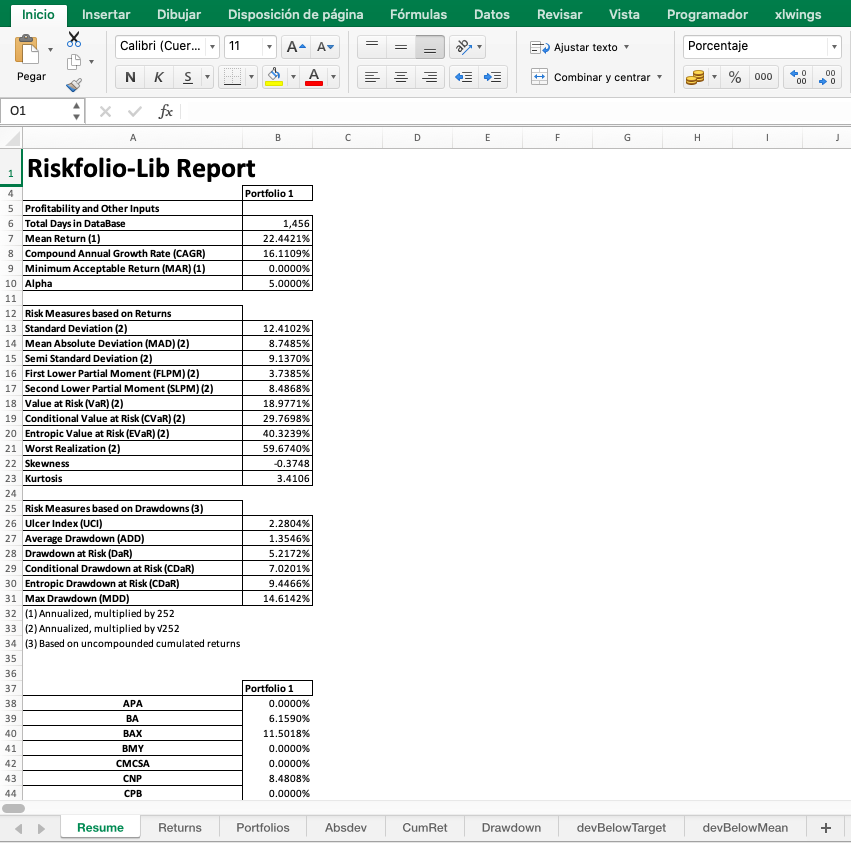 Inicio Insertar Dibujar Disposición de página Fórmulas Datos Revisar Vista Programador xlwings
Pegar
Calibri (Cuer... 11 A A
N K S A
Ajustar texto
Combinar y centrar
Porcentaje
% 000 0 00 00 0
O1 fx
A B C D E F G H I J
1 Riskfolio-Lib Report
4 Portfolio 1
5 Profitability and Other Inputs
6 Total Days in DataBase 1,456
7 Mean Return (1) 22.4421%
8 Compound Annual Growth Rate (CAGR) 16.1109%
9 Minimum Acceptable Return (MAR) (1) 0.0000%
10 Alpha 5.0000%
11
12 Risk Measures based on Returns
13 Standard Deviation (2) 12.4102%
14 Mean Absolute Deviation (MAD) (2) 8.7485%
15 Semi Standard Deviation (2) 9.1370%
16 First Lower Partial Moment (FLPM) (2) 3.7385%
17 Second Lower Partial Moment (SLPM) (2) 8.4868%
18 Value at Risk (VaR) (2) 18.9771%
19 Conditional Value at Risk (CVaR) (2) 29.7698%
20 Entropic Value at Risk (EVaR) (2) 40.3239%
21 Worst Realization (2) 59.6740%
22 Skewness -0.3748
23 Kurtosis 3.4106
24
25 Risk Measures based on Drawdowns (3)
26 Ulcer Index (UCI) 2.2804%
27 Average Drawdown (ADD) 1.3546%
28 Drawdown at Risk (DaR) 5.2172%
29 Conditional Drawdown at Risk (CDaR) 7.0201%
30 Entropic Drawdown at Risk (CDaR) 9.4466%
31 Max Drawdown (MDD) 14.6142%
32 (1) Annualized, multiplied by 252
33 (2) Annualized, multiplied by √252
34 (3) Based on uncompounded cumulated returns
35
36
37 Portfolio 1
38 APA 0.0000%
39 BA 6.1590%
40 BAX 11.5018%
41 BMY 0.0000%
42 CMCSA 0.0000%
43 CNP 8.4808%
44 CPB 0.0000%
Resume Returns Portfolios Absdev CumRet Drawdown devBelowTarget devBelowMean +